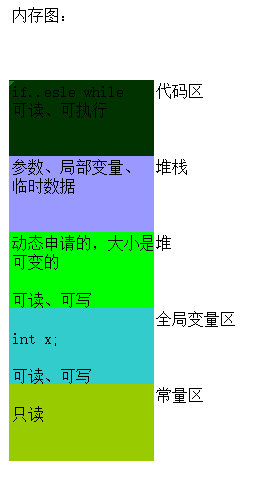 内存图：
if..esle while
可读、可执行
代码区
参数、局部变量、
临时数据
堆栈
动态申请的，大小是
可变的
可读、可写
堆
全局变量区
int x;
可读、可写
常量区
只读